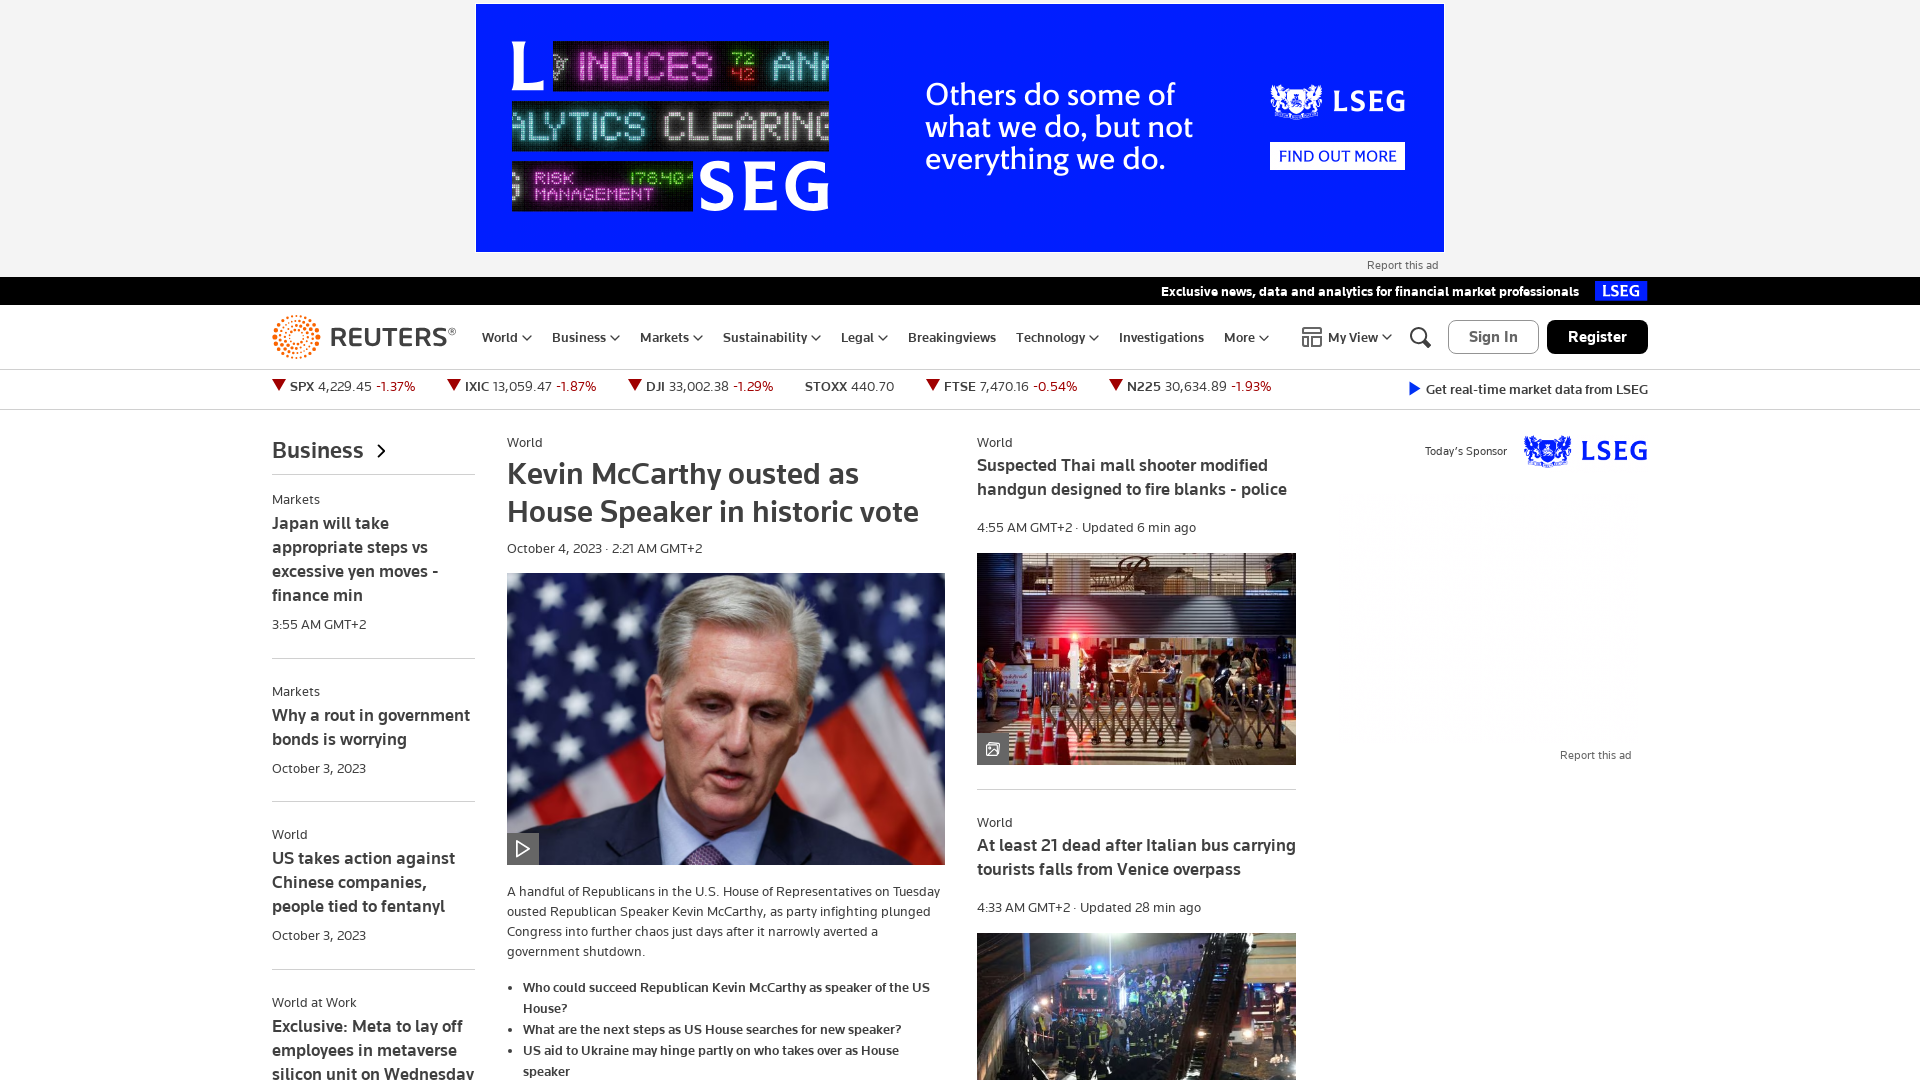 L INDICES 72 42
CLEARING
RISK MANAGEMENT 178.40
SEG
Others do some of
what we do, but not
everything we do.
LSEG
FIND OUT MORE
Report this ad
Exclusive news, data and analytics for financial market professionals LSEG
REUTERS®
World Business Markets Sustainability Legal Breakingviews Technology Investigations More My View Sign In Register
SPX 4,229.45 -1.37% IXIC 13,059.47 -1.87% DJI 33,002.38 -1.29% STOXX 440.70 FTSE 7,470.16 -0.54% N225 30,634.89 -1.93% Get real-time market data from LSEG
Business
Markets
Japan will take
appropriate steps vs
excessive yen moves -
finance min
3:55 AM GMT+2
Markets
Why a rout in government
bonds is worrying
October 3, 2023
World
US takes action against
Chinese companies,
people tied to fentanyl
October 3, 2023
World at Work
Exclusive: Meta to lay off
employees in metaverse
silicon unit on Wednesday
World
Kevin McCarthy ousted as
House Speaker in historic vote
October 4, 2023 · 2:21 AM GMT+2
A handful of Republicans in the U.S. House of Representatives on Tuesday
ousted Republican Speaker Kevin McCarthy, as party infighting plunged
Congress into further chaos just days after it narrowly averted a
government shutdown.
Who could succeed Republican Kevin McCarthy as speaker of the US
House?
What are the next steps as US House searches for new speaker?
US aid to Ukraine may hinge partly on who takes over as House
speaker
World
Suspected Thai mall shooter modified
handgun designed to fire blanks - police
4:55 AM GMT+2 · Updated 6 min ago
World
At least 21 dead after Italian bus carrying
tourists falls from Venice overpass
4:33 AM GMT+2 · Updated 28 min ago
Today's Sponsor LSEG
Report this ad